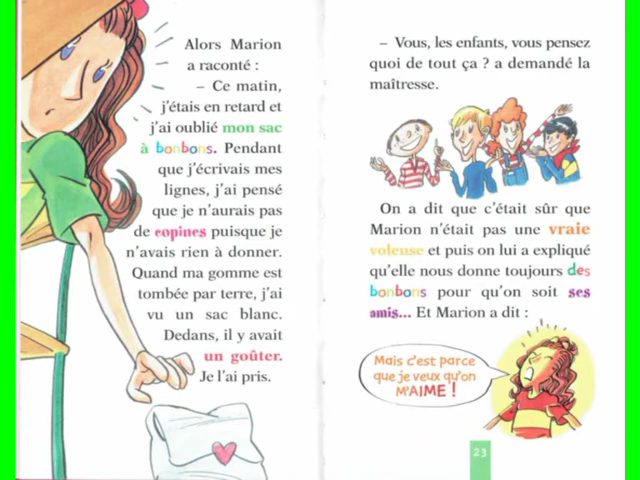 Alors Marion
a raconté :
– Ce matin,
j'étais en retard et
j'ai oublié mon sac
à bonbons. Pendant
que j'écrivais mes
lignes, j'ai pensé
que je n'aurais pas
de copines puisque je
n'avais rien à donner.
Quand ma gomme est
tombée par terre, j'ai
vu un sac blanc.
Dedans, il y avait
un goûter.
Je l'ai pris.
– Vous, les enfants, vous pensez
quoi de tout ça ? a demandé la
maîtresse.
On a dit que c'était sûr que
Marion n'était pas une vraie
voleuse et puis on lui a expliqué
qu'elle nous donne toujours des
bonbons pour qu'on soit ses
amis... Et Marion a dit :
Mais c'est parce
que je veux qu'on
M'AIME !
23